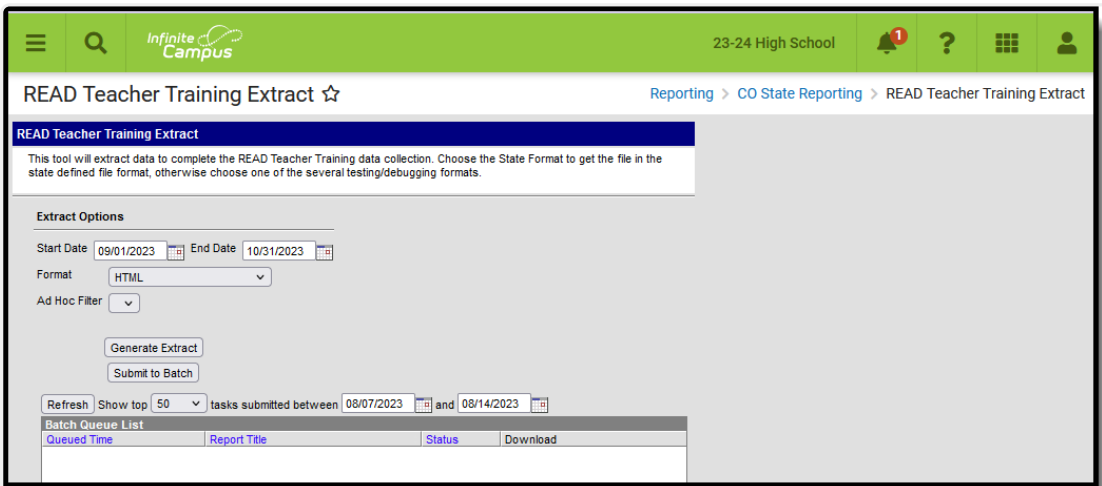 Infinite Campus 23-24 High School 1
READ Teacher Training Extract Reporting > CO State Reporting > READ Teacher Training Extract
READ Teacher Training Extract
This tool will extract data to complete the READ Teacher Training data collection. Choose the State Format to get the file in the
state defined file format, otherwise choose one of the several testing/debugging formats.
Extract Options
Start Date 09/01/2023 End Date 10/31/2023
Format HTML
Ad Hoc Filter
Generate Extract
Submit to Batch
Refresh Show top 50 tasks submitted between 08/07/2023 and 08/14/2023
Batch Queue List
Queued Time Report Title Status Download